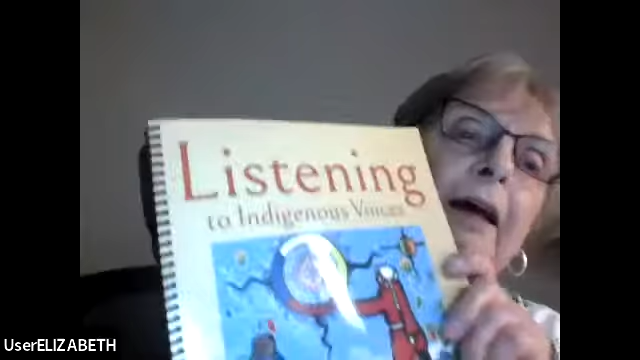 Listening
to Indigenous Voices
UserELIZABETH